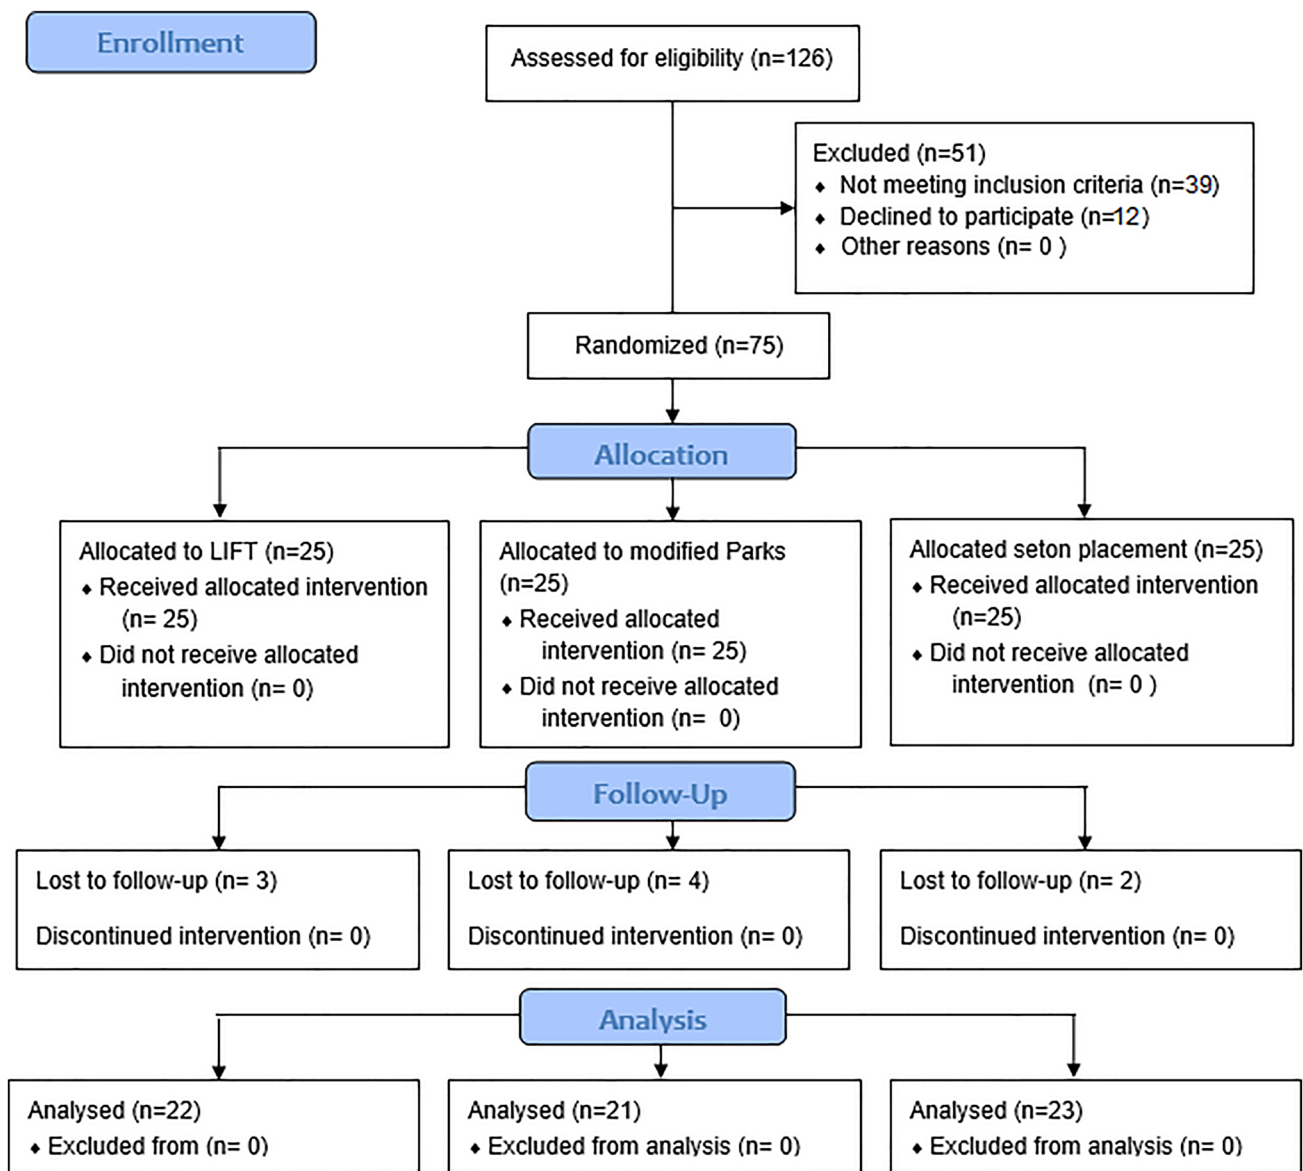 Enrollment
Assessed for eligibility (n=126)
Excluded (n=51)
⬧ Not meeting inclusion criteria (n=39)
⬧ Declined to participate (n=12)
⬧ Other reasons (n= 0 )
Randomized (n=75)
Allocation
Allocated to LIFT (n=25)
⬧ Received allocated intervention
(n= 25)
⬧ Did not receive allocated
intervention (n= 0)
Allocated to modified Parks
(n=25)
⬧ Received allocated
intervention (n= 25)
⬧ Did not receive allocated
intervention (n=  0)
Allocated seton placement (n=25)
⬧ Received allocated intervention
(n=25)
⬧ Did not receive allocated
intervention  (n= 0 )
Follow-Up
Lost to follow-up (n= 3)
Discontinued intervention (n= 0)
Lost to follow-up (n= 4)
Discontinued intervention (n= 0)
Lost to follow-up (n= 2)
Discontinued intervention (n= 0)
Analysis
Analysed (n=22)
⬧ Excluded from (n= 0)
Analysed (n=21)
⬧ Excluded from analysis (n= 0)
Analysed (n=23)
⬧ Excluded from analysis (n= 0)